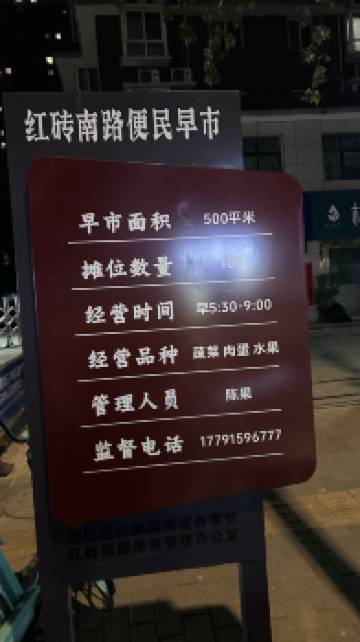 红砖南路便民早市
早市面积 500平米
摊位数量
经营时间 早5:30-9:00
经营品种 蔬菜 肉蛋 水果
管理人员 陈果
监督电话 17791596777
红砖南路早市管理办公室